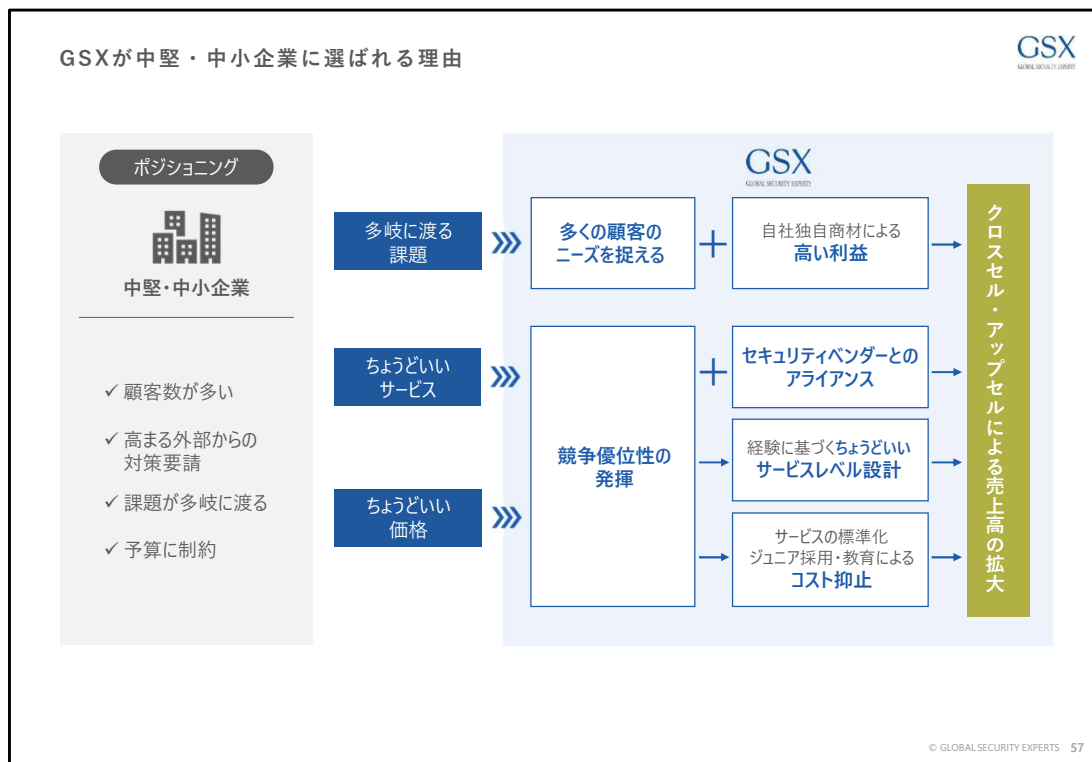 GSXが中堅・中小企業に選ばれる理由
GSX
GLOBAL SECURITY EXPERTS
ポジショニング
中堅・中小企業
✓ 顧客数が多い
✓ 高まる外部からの
対策要請
✓ 課題が多岐に渡る
✓ 予算に制約
多岐に渡る
課題
ちょうどいい
サービス
ちょうどいい
価格
GSX
GLOBAL SECURITY EXPERTS
多くの顧客の
ニーズを捉える
+
自社独自商材による
高い利益
競争優位性の
発揮
+
セキュリティベンダーとの
アライアンス
経験に基づくちょうどいい
サービスレベル設計
サービスの標準化
ジュニア採用・教育による
コスト抑止
クロスセル・アップセルによる売上高の拡大
© GLOBAL SECURITY EXPERTS 57